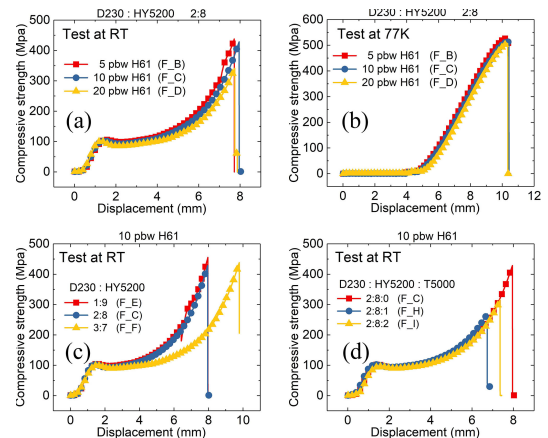 D230 : HY5200 2:8
Test at RT
5 pbw H61 (F_B)
10 pbw H61 (F_C)
20 pbw H61 (F_D)
(a)
Compressive strength (Mpa)
0
100
200
300
400
500
0 2 4 6 8
Displacement (mm)
D230 : HY5200 2:8
Test at 77K
5 pbw H61 (F_B)
10 pbw H61 (F_C)
20 pbw H61 (F_D)
(b)
Compressive strength (Mpa)
0
100
200
300
400
500
600
0 2 4 6 8 10 12
Displacement (mm)
10 pbw H61
Test at RT
D230 : HY5200
1:9 (F_E)
2:8 (F_C)
3:7 (F_F)
(c)
Compressive strength (Mpa)
0
100
200
300
400
500
0 2 4 6 8 10
Displacement (mm)
10 pbw H61
Test at RT
D230 : HY5200 : T5000
2:8:0 (F_C)
2:8:1 (F_H)
2:8:2 (F_I)
(d)
Compressive strength (Mpa)
0
100
200
300
400
500
0 2 4 6 8
Displacement (mm)